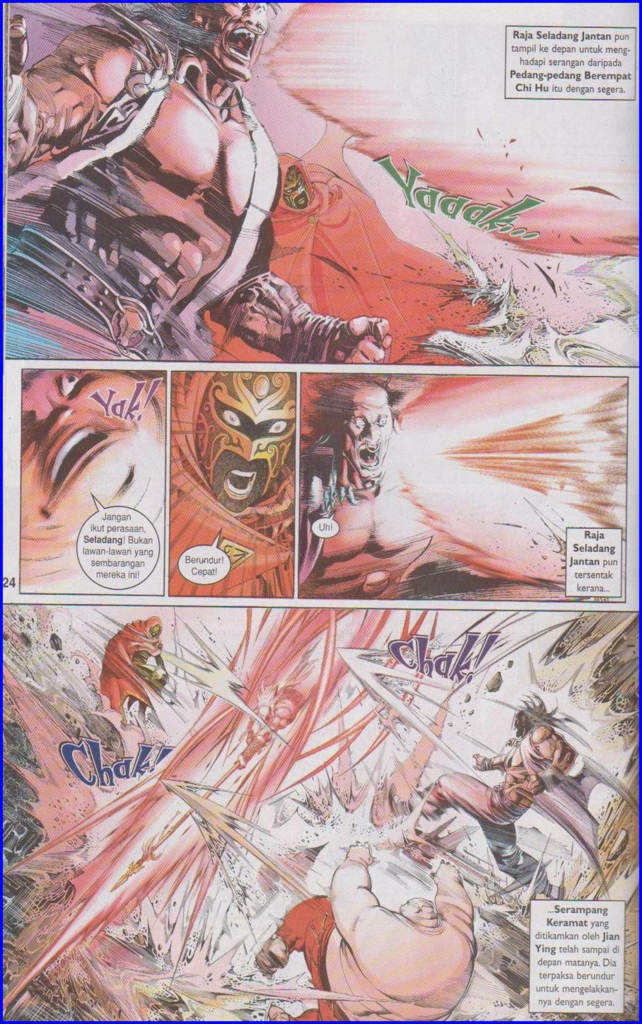 Raja Seladang Jantan pun
tampil ke depan untuk meng-
hadapi serangan daripada
Pedang-pedang Berempat
Chi Hu itu dengan segera.
Yaaak...
Yak!
Jangan
ikut perasaan,
Seladang! Bukan
lawan-lawan yang
sembarangan
mereka ini!
Berundur!
Cepat!
Uh!
Raja
Seladang
Jantan pun
tersentak
kerana...
24
Chak!
Chak!
...Serampang
Keramat yang
ditikamkan oleh Jian
Ying telah sampai di
depan matanya. Dia
terpaksa berundur
untuk mengelakkan-
nya dengan segera.